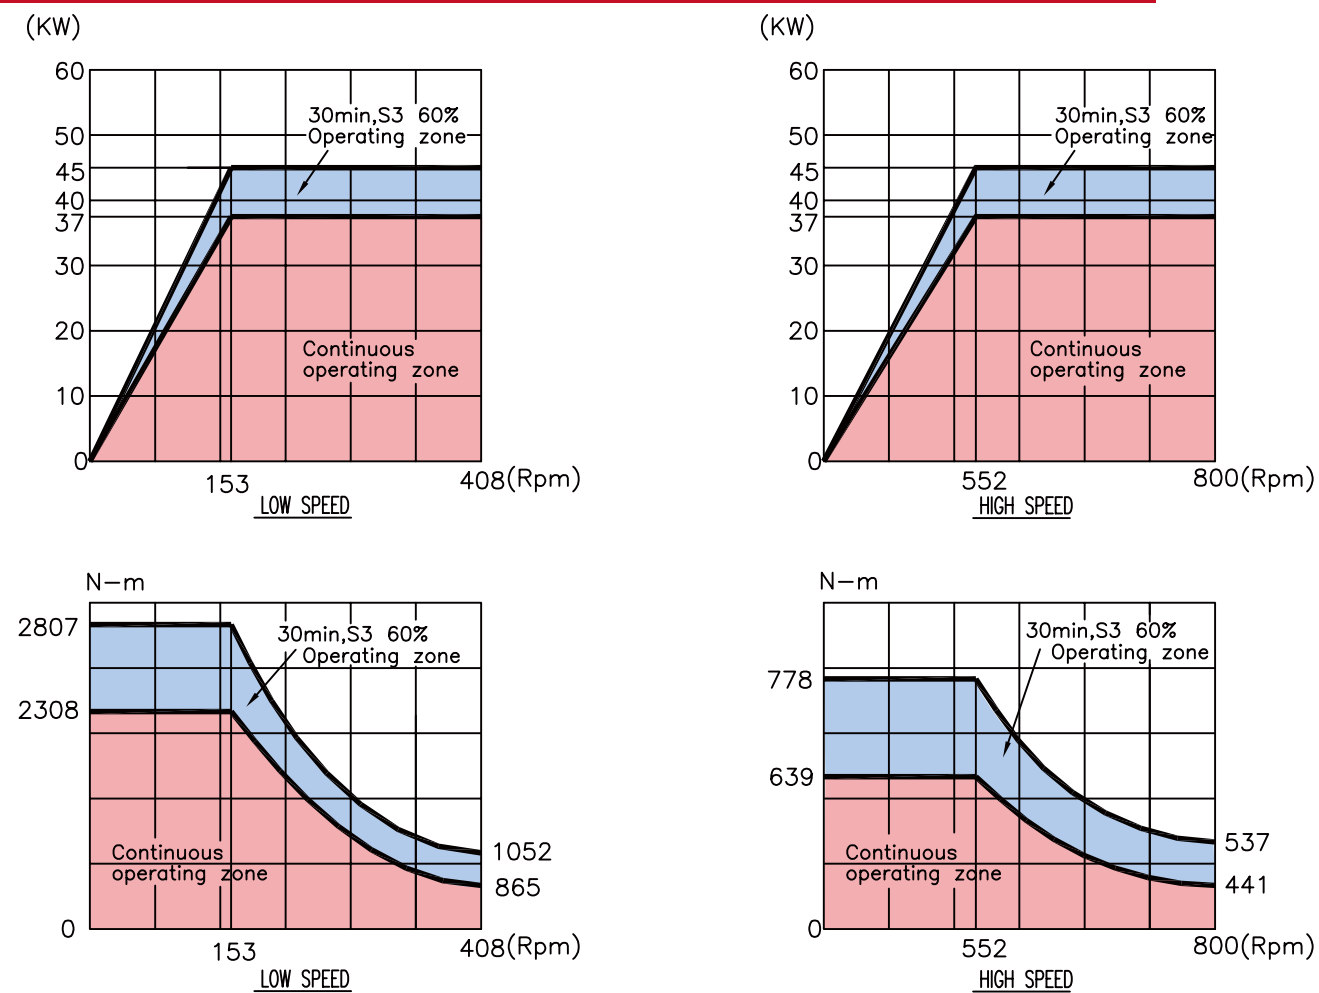 (KW)
60
50
45
40
37
30
20
10
0
30min,S3 60%
Operating zone
Continuous
operating zone
153
408(Rpm)
LOW SPEED
(KW)
60
50
45
40
37
30
20
10
0
30min,S3 60%
Operating zone
Continuous
operating zone
552
800(Rpm)
HIGH SPEED
N-m
2807
2308
0
30min,S3 60%
Operating zone
Continuous
operating zone
1052
865
153
408(Rpm)
LOW SPEED
N-m
778
639
0
30min,S3 60%
Operating zone
Continuous
operating zone
537
441
552
800(Rpm)
HIGH SPEED